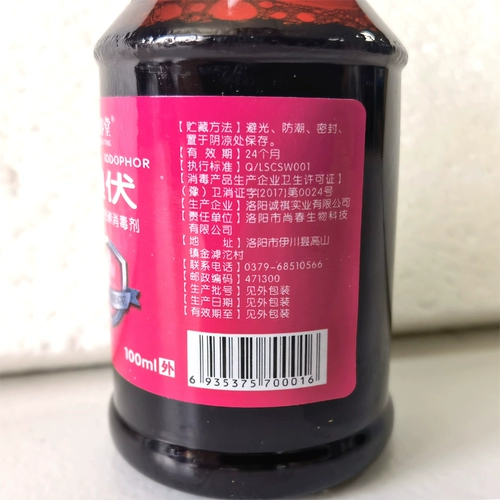 堂®
IODOPHOR
伏
消毒剂
100ml 外
【贮藏方法】避光、防潮、密封、
置于阴凉处保存。
【有 效 期】24个月
【执行标准】Q/LSCSW001
【消毒产品生产企业卫生许可证】
（豫）卫消证字(2017)第0024号
【生产企业】洛阳诚祺实业有限公司
【责任单位】洛阳市尚春生物科技
有限公司
【地 址】洛阳市伊川县高山
镇金滹沱村
【联系电话】0379-68510566
【邮政编码】471300
【生产批号】见外包装
【生产日期】见外包装
【有效期至】见外包装
6 935375 700016